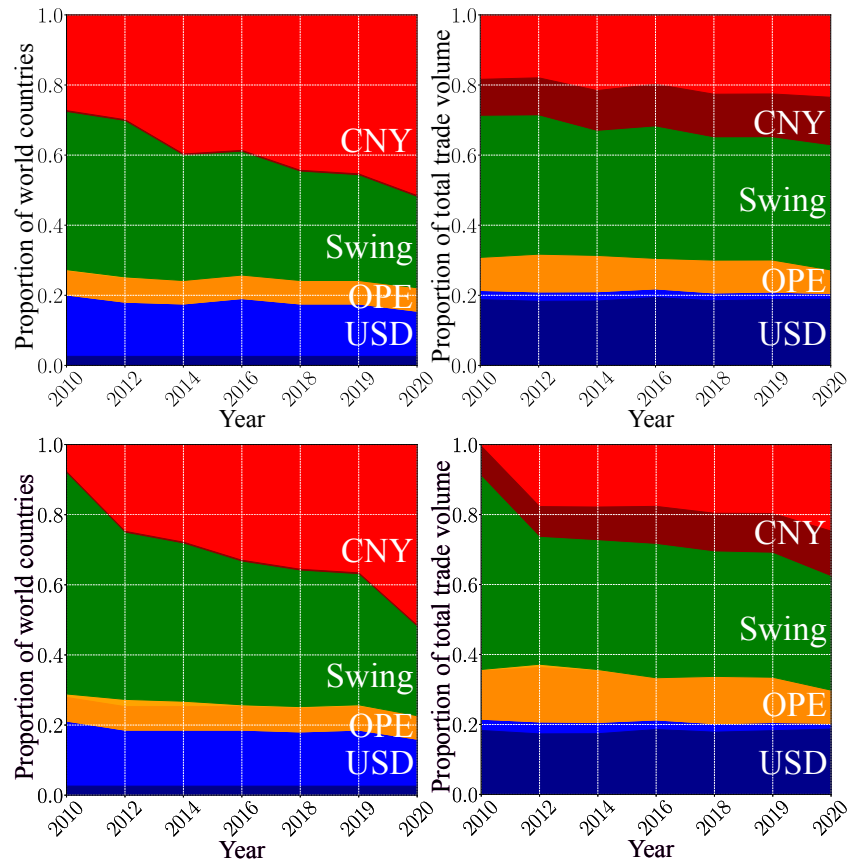 Proportion of world countries
1.0
0.8
0.6
0.4
0.2
0.0
CNY
Swing
OPE
USD
2010
2012
2014
2016
2018
2019
2020
Year
Proportion of total trade volume
1.0
0.8
0.6
0.4
0.2
0.0
CNY
Swing
OPE
USD
2010
2012
2014
2016
2018
2019
2020
Year
Proportion of world countries
1.0
0.8
0.6
0.4
0.2
0.0
CNY
Swing
OPE
USD
2010
2012
2014
2016
2018
2019
2020
Year
Proportion of total trade volume
1.0
0.8
0.6
0.4
0.2
0.0
CNY
Swing
OPE
USD
2010
2012
2014
2016
2018
2019
2020
Year